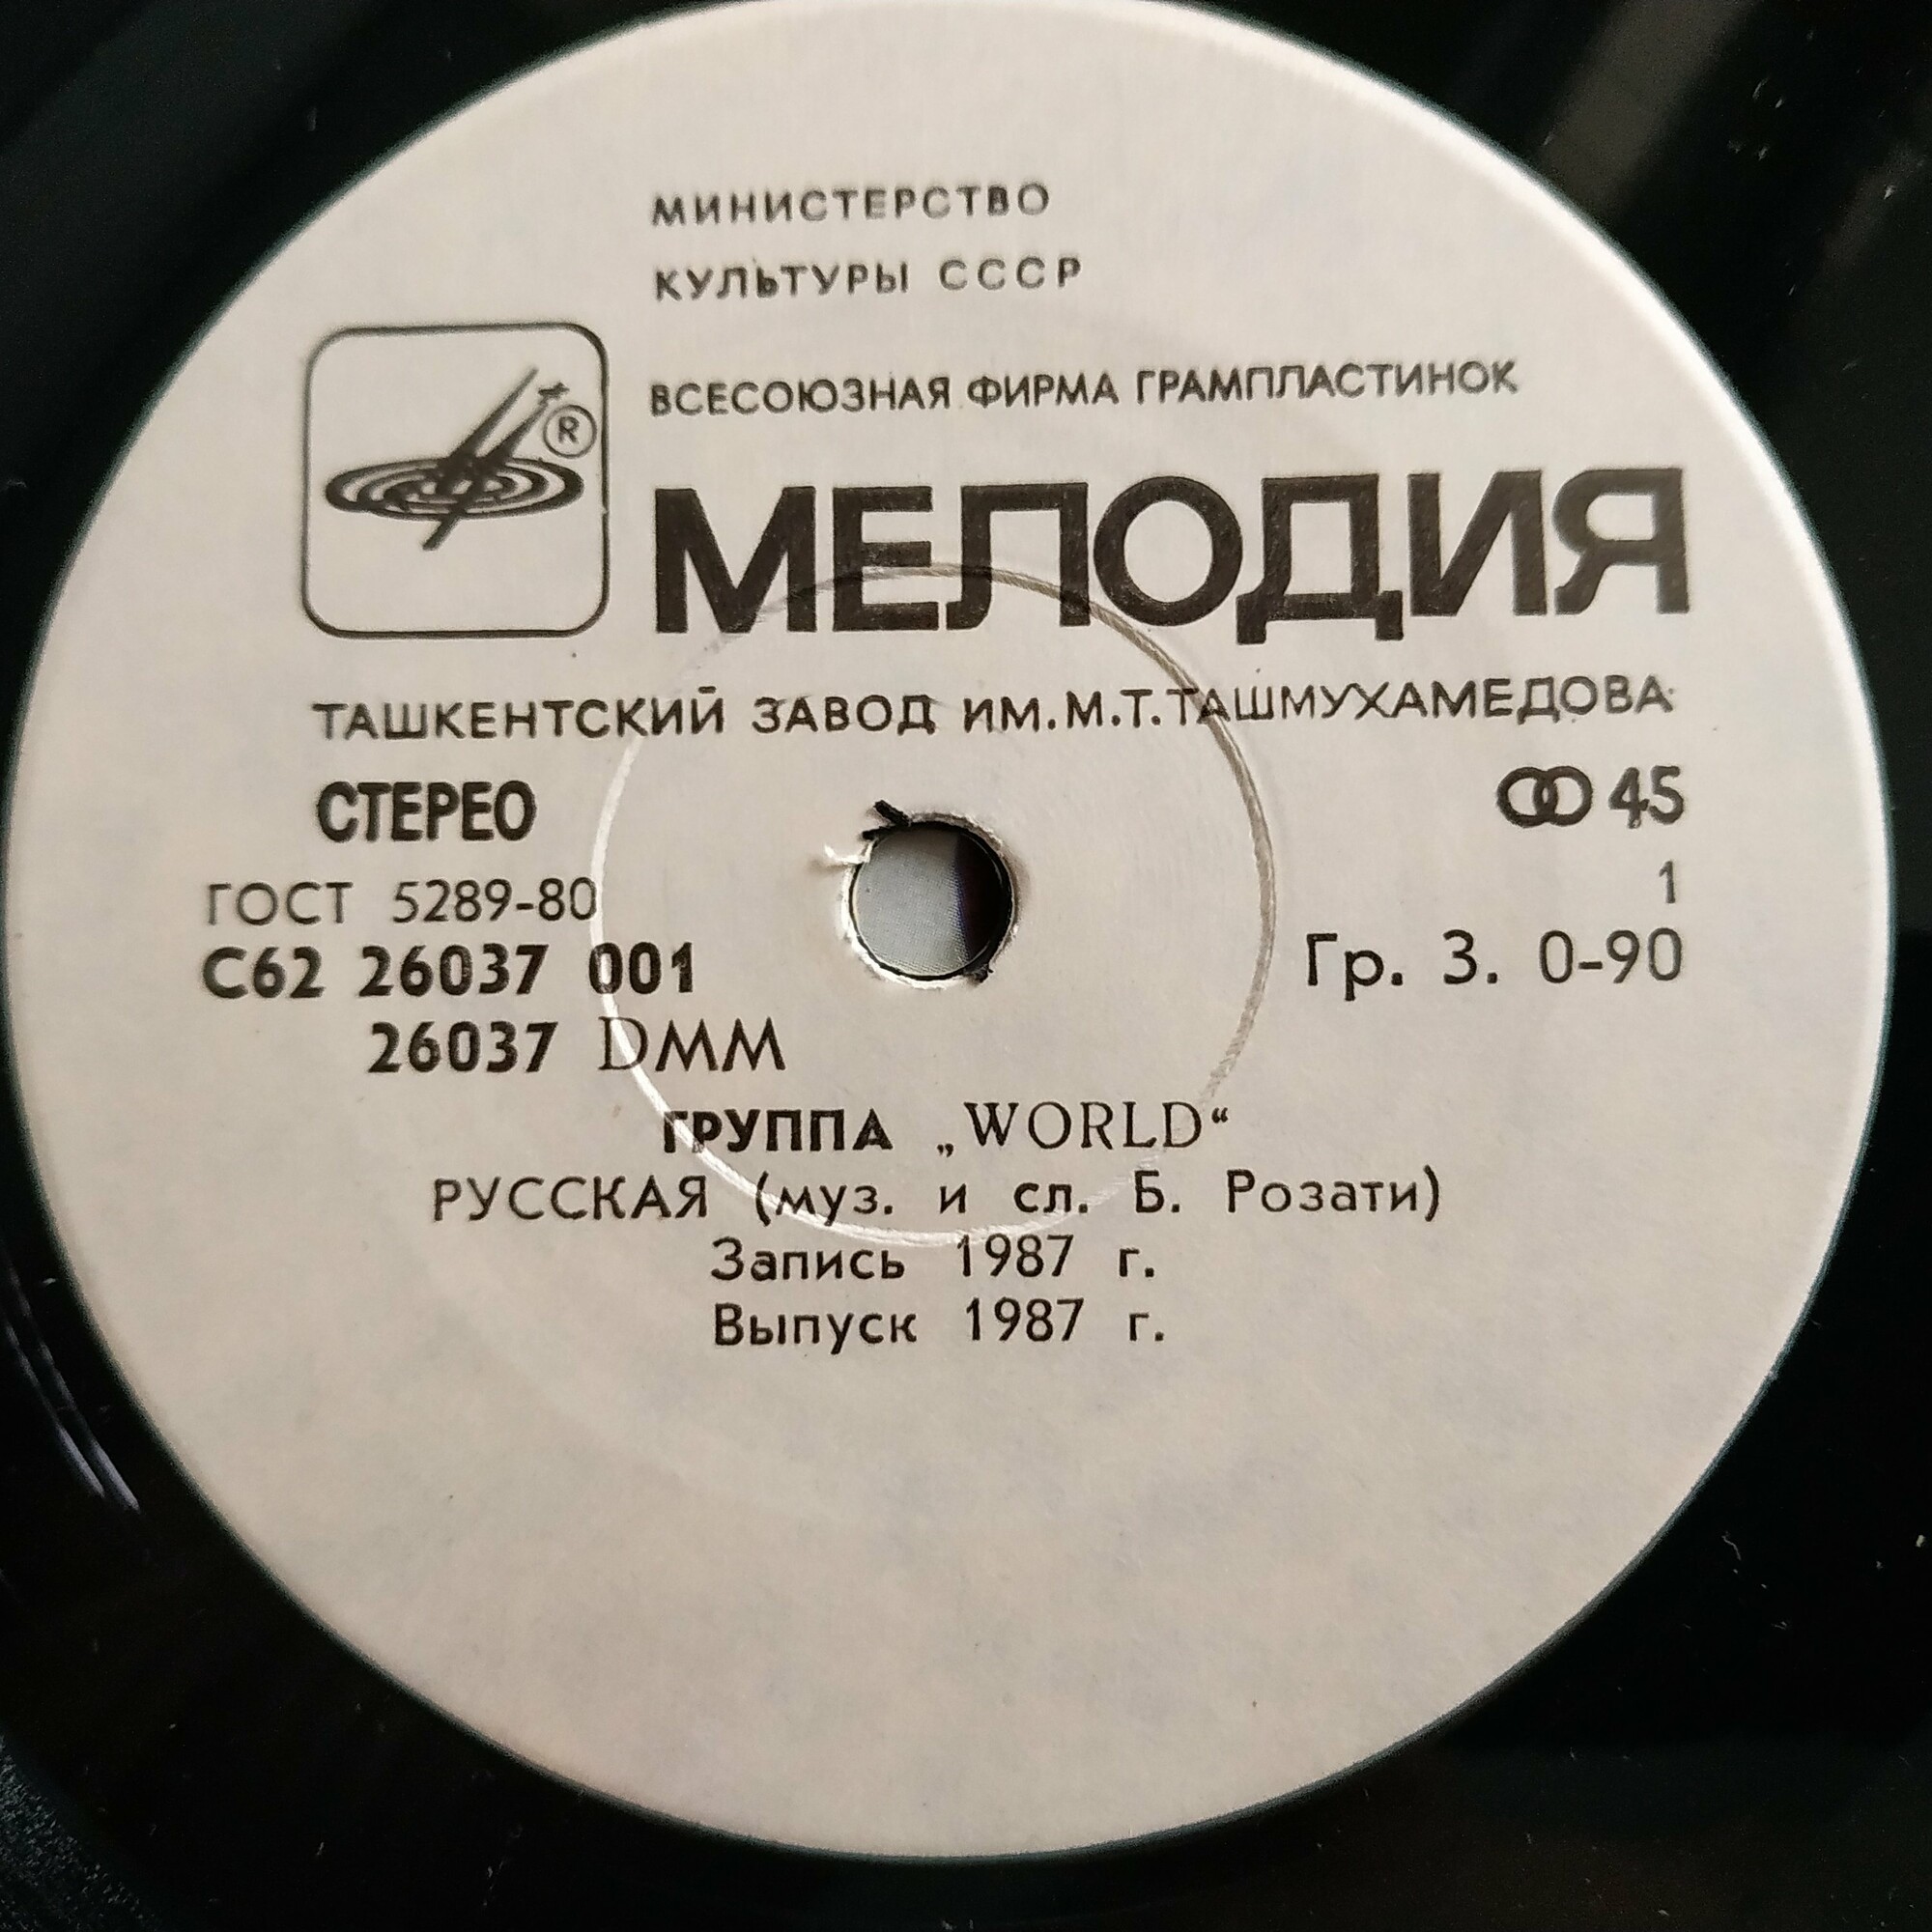 МИНИСТЕРСТВО
КУЛЬТУРЫ СССР
ВСЕСОЮЗНАЯ ФИРМА ГРАМПЛАСТИНОК
®
МЕЛОДИЯ
ТАШКЕНТСКИЙ ЗАВОД ИМ.М.Т.ТАШМУХАМЕДОВА
СТЕРЕО 45
ГОСТ 5289-80 1
С62 26037 001 Гр. 3. 0-90
26037 DMM
ГРУППА „WORLD“
РУССКАЯ (муз. и сл. Б. Розати)
Запись 1987 г.
Выпуск 1987 г.